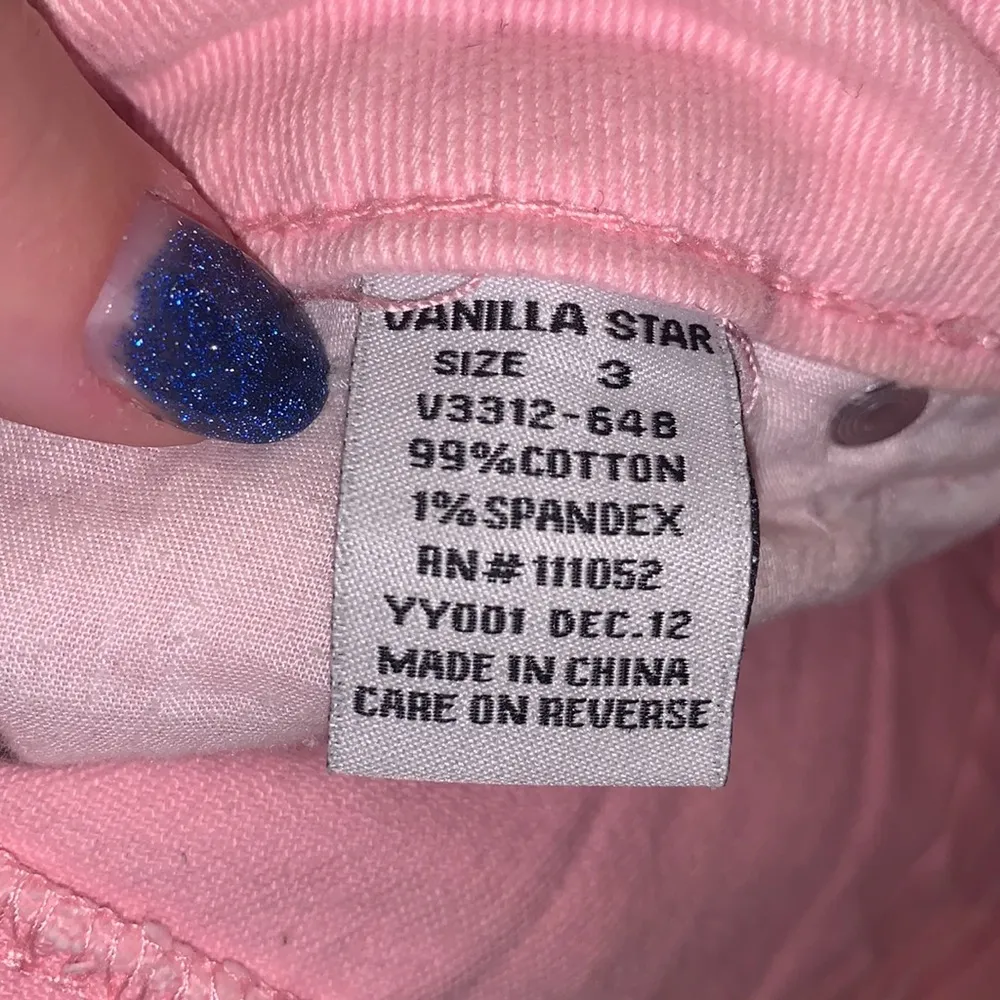 VANILLA STAR
SIZE 3
V3312-648
99%COTTON
1%SPANDEX
RN#111052
YY001 DEC.12
MADE IN CHINA
CARE ON REVERSE